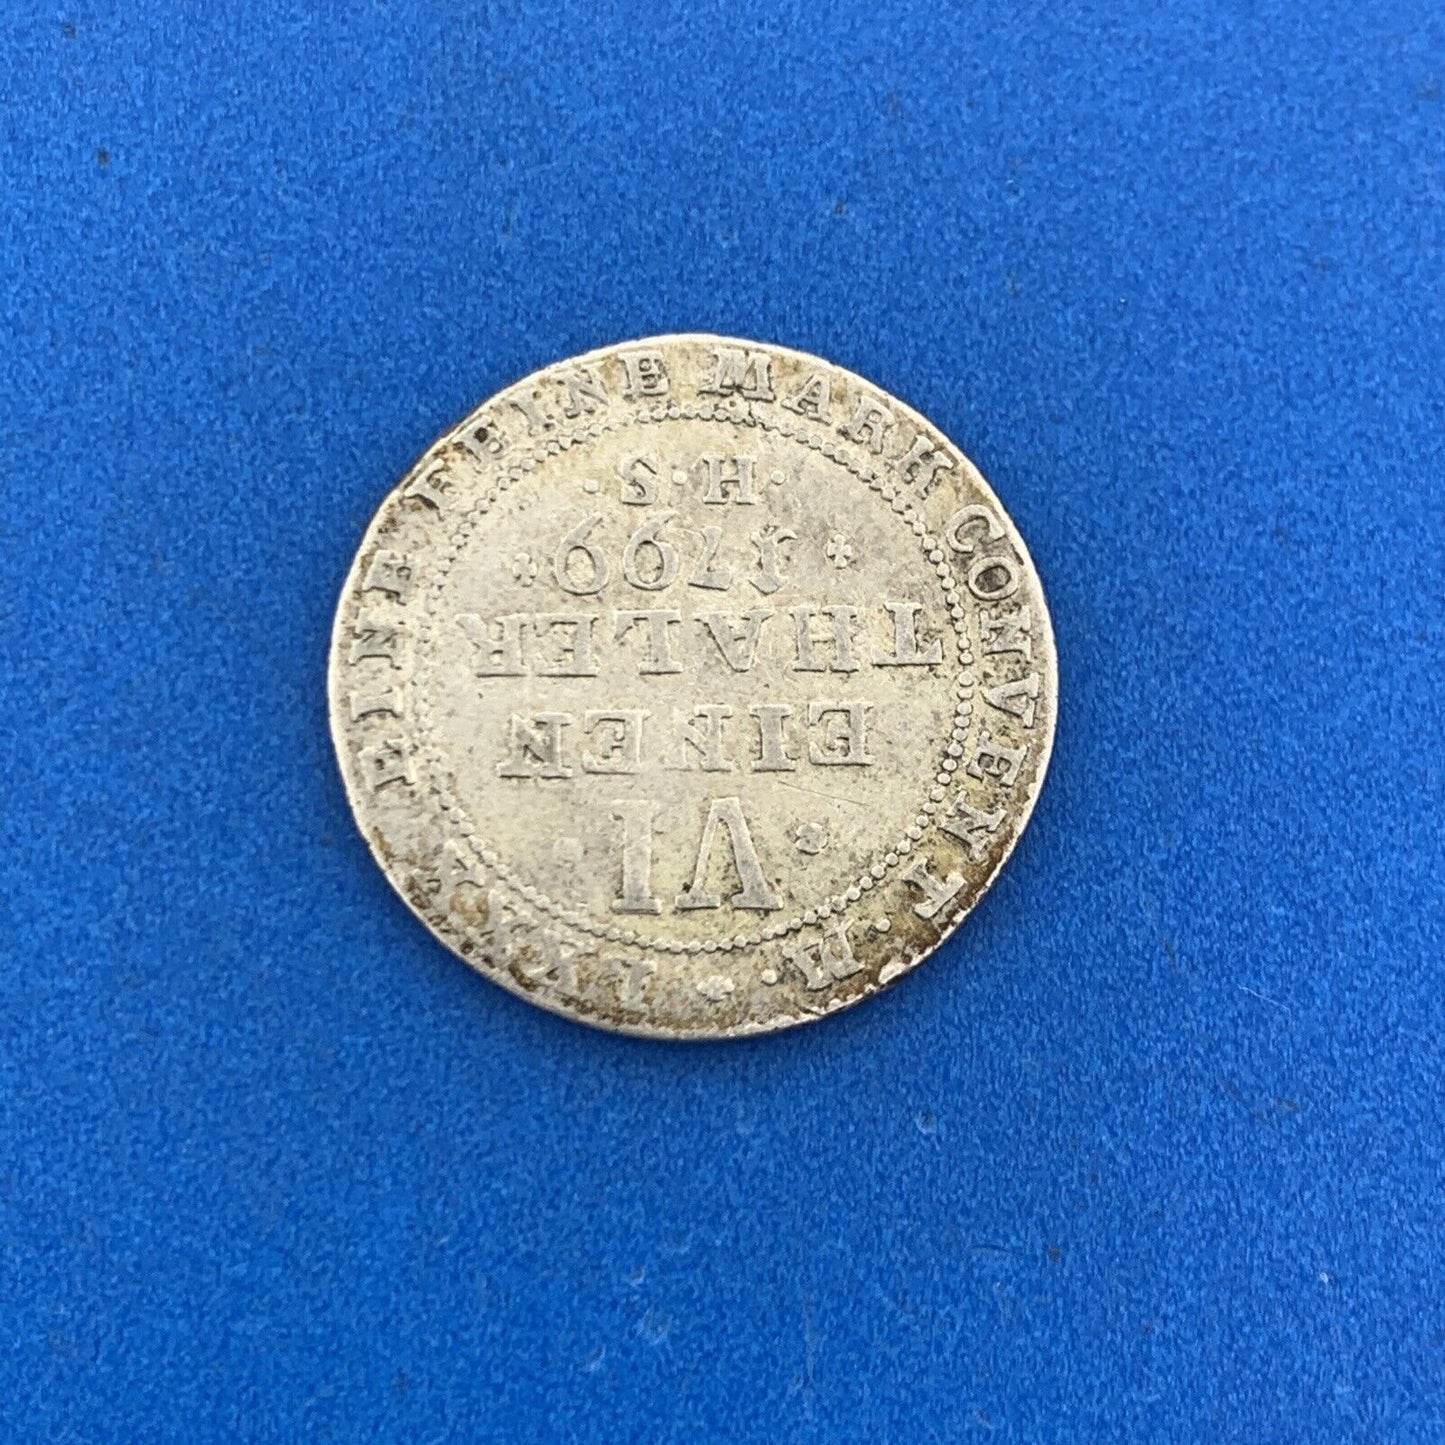 LXXX EINE FEINE MARK CONVENT·M·
·VI·
EINEN
THALER
1799
·H·S·